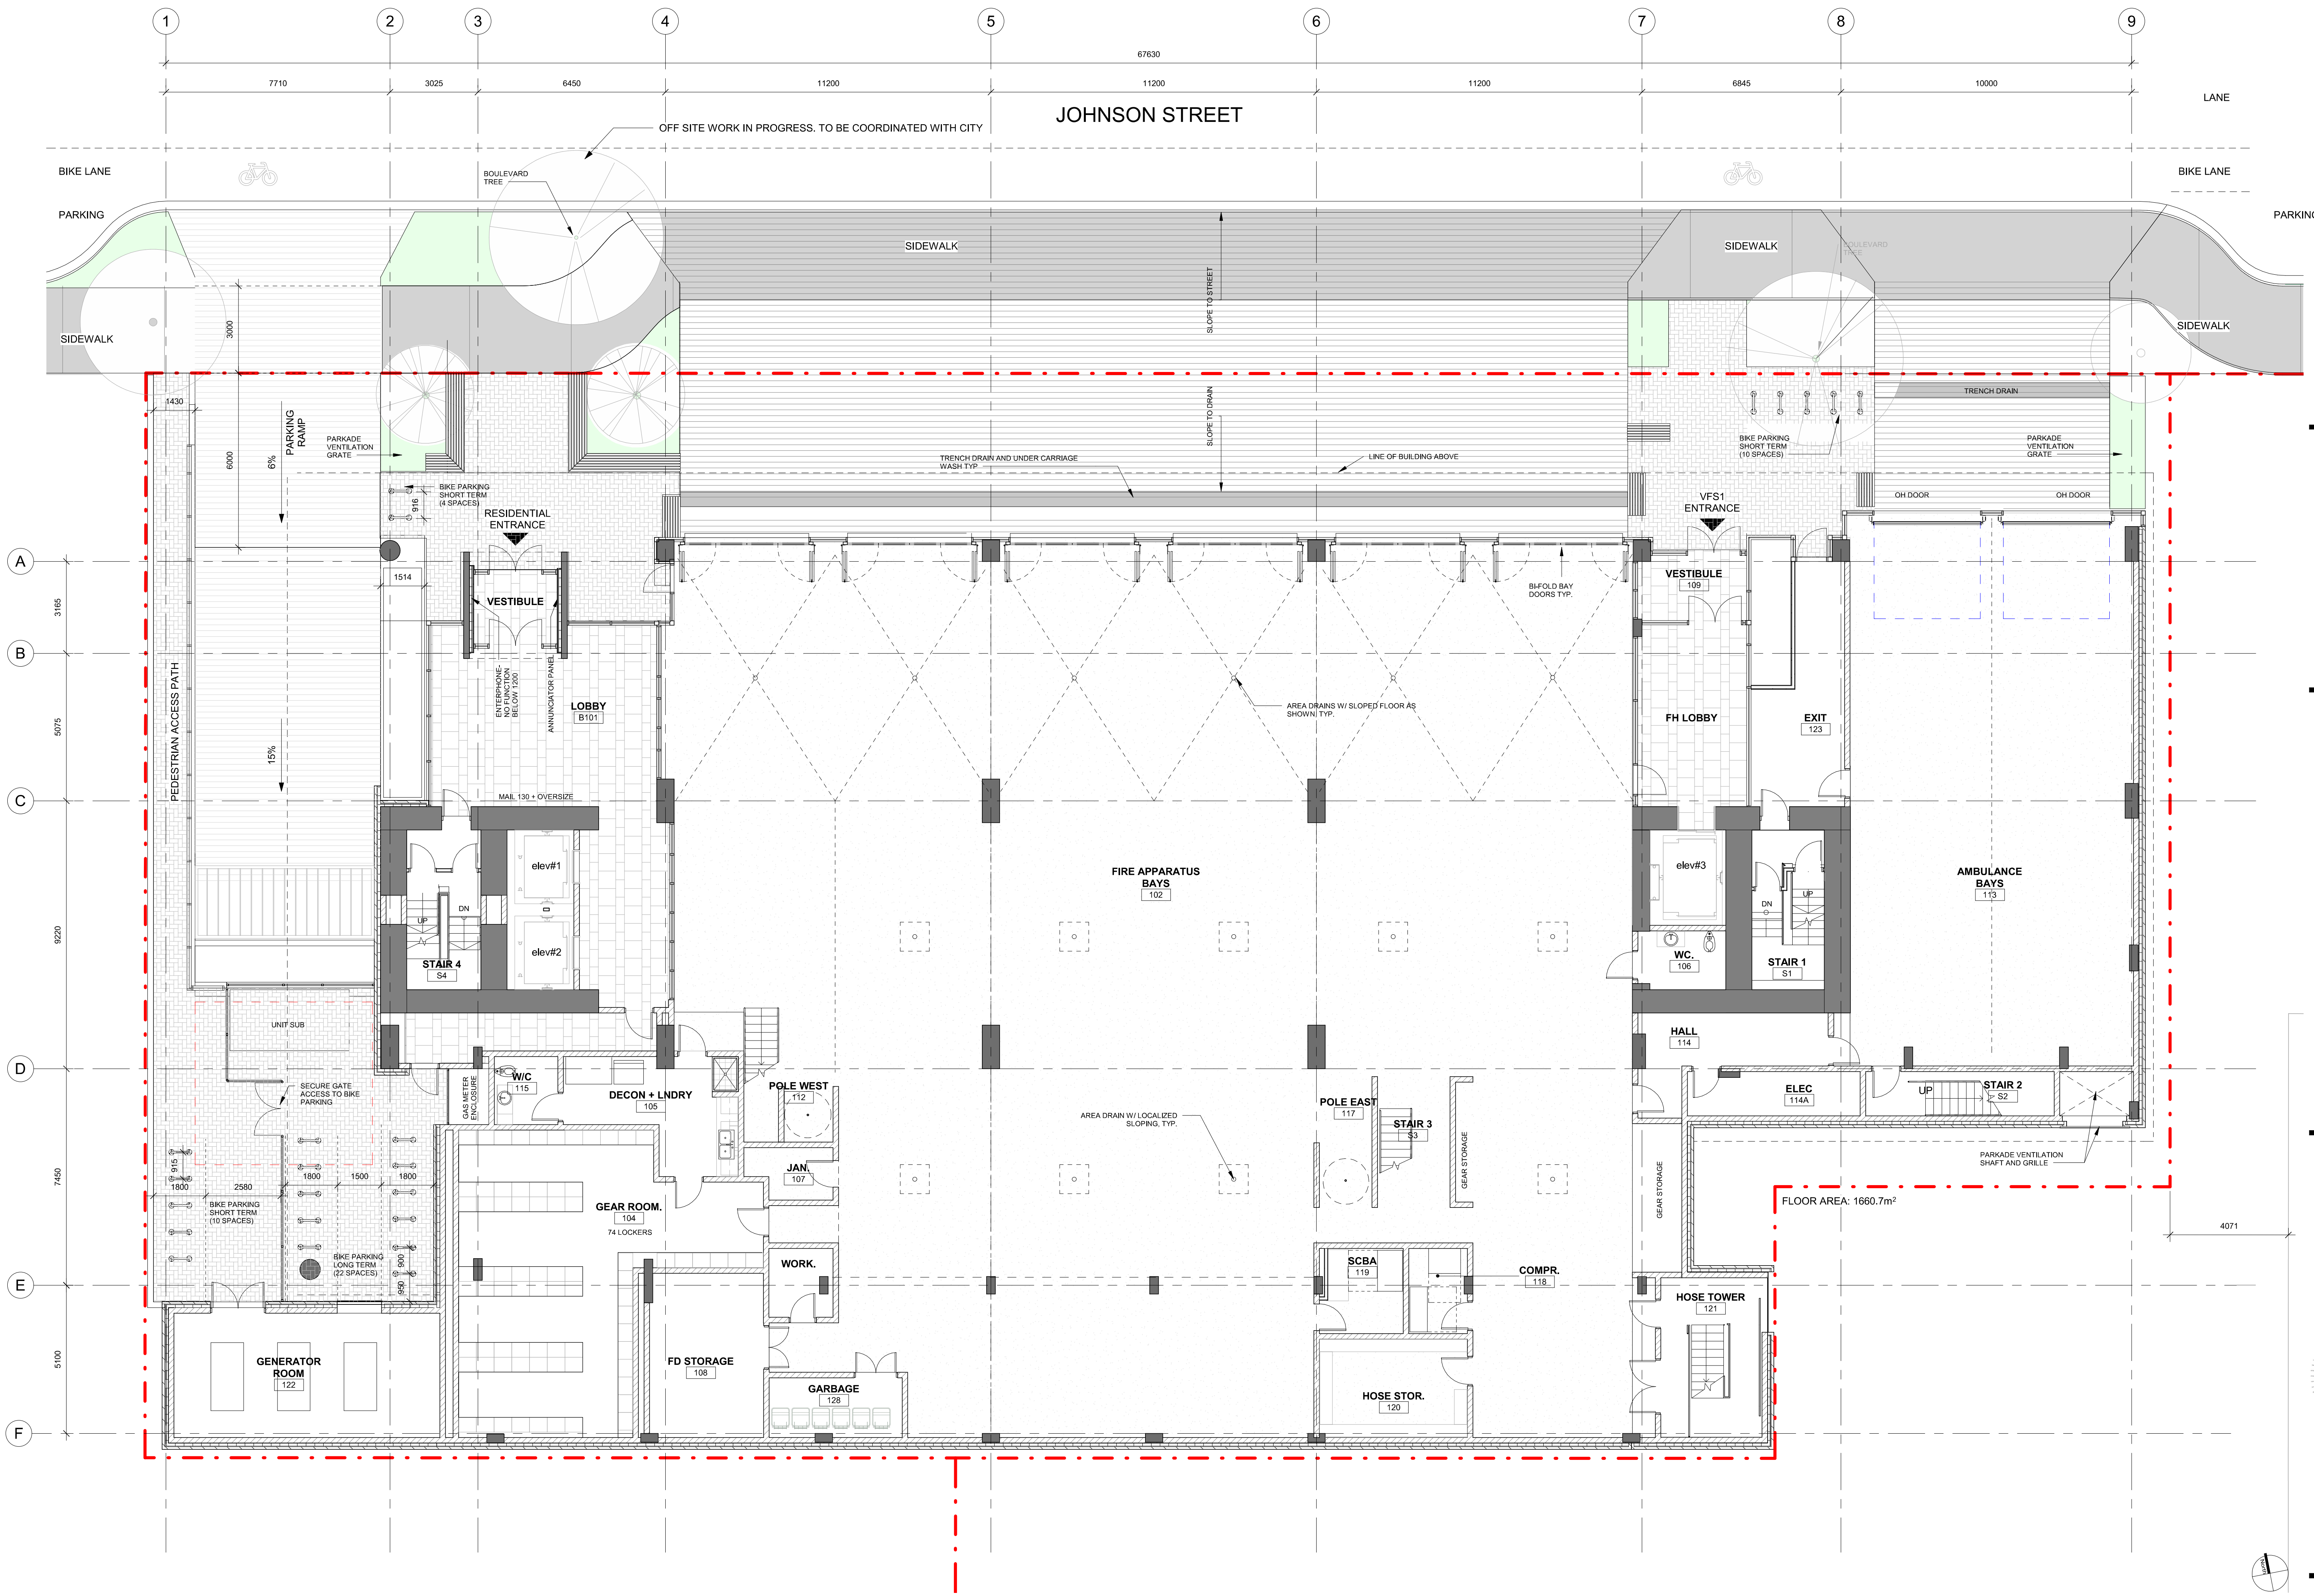 1
2
3
4
5
6
7
8
9
67630
7710
3025
6450
11200
11200
11200
6845
10000
JOHNSON STREET
LANE
OFF SITE WORK IN PROGRESS. TO BE COORDINATED WITH CITY
BIKE LANE
BOULEVARD
TREE
BIKE LANE
PARKING
PARKING
SIDEWALK
SIDEWALK
BOULEVARD
TREE
SLOPE TO STREET
3000
SIDEWALK
SIDEWALK
1430
PARKING
RAMP
6%
6000
PARKADE
VENTILATION
GRATE
SLOPE TO DRAIN
TRENCH DRAIN
BIKE PARKING
SHORT TERM
(10 SPACES)
PARKADE
VENTILATION
GRATE
TRENCH DRAIN AND UNDER CARRIAGE
WASH TYP
LINE OF BUILDING ABOVE
BIKE PARKING
SHORT TERM
(4 SPACES)
916
RESIDENTIAL
ENTRANCE
VFS1
ENTRANCE
OH DOOR
OH DOOR
A
1514
VESTIBULE
BI-FOLD BAY
DOORS TYP.
VESTIBULE
109
3165
B
PEDESTRIAN ACCESS PATH
ENTERPHONE-
NO FUNCTION
BELOW 1200
ANNUNCIATOR PANEL
LOBBY
B101
AREA DRAINS W/ SLOPED FLOOR AS
SHOWN, TYP.
FH LOBBY
EXIT
123
5075
15%
C
MAIL 130 + OVERSIZE
elev#1
FIRE APPARATUS
BAYS
102
elev#3
AMBULANCE
BAYS
113
UP
DN
DN
UP
9220
elev#2
STAIR 4
S4
WC.
106
STAIR 1
S1
UNIT SUB
HALL
114
D
SECURE GATE
ACCESS TO BIKE
PARKING
GAS METER
ENCLOSURE
W/C
115
DECON + LNDRY
105
POLE WEST
112
POLE EAST
117
STAIR 3
S3
AREA DRAIN W/ LOCALIZED
SLOPING, TYP.
ELEC
114A
UP
STAIR 2
S2
GEAR STORAGE
PARKADE VENTILATION
SHAFT AND GRILLE
7450
915
1800
2580
1800
1500
1800
JAN.
107
GEAR STORAGE
BIKE PARKING
SHORT TERM
(10 SPACES)
GEAR ROOM.
104
74 LOCKERS
FLOOR AREA: 1660.7m²
4071
BIKE PARKING
LONG TERM
(22 SPACES)
900
950
WORK.
SCBA
119
COMPR.
118
E
HOSE TOWER
121
5100
GENERATOR
ROOM
122
FD STORAGE
108
GARBAGE
128
HOSE STOR.
120
F